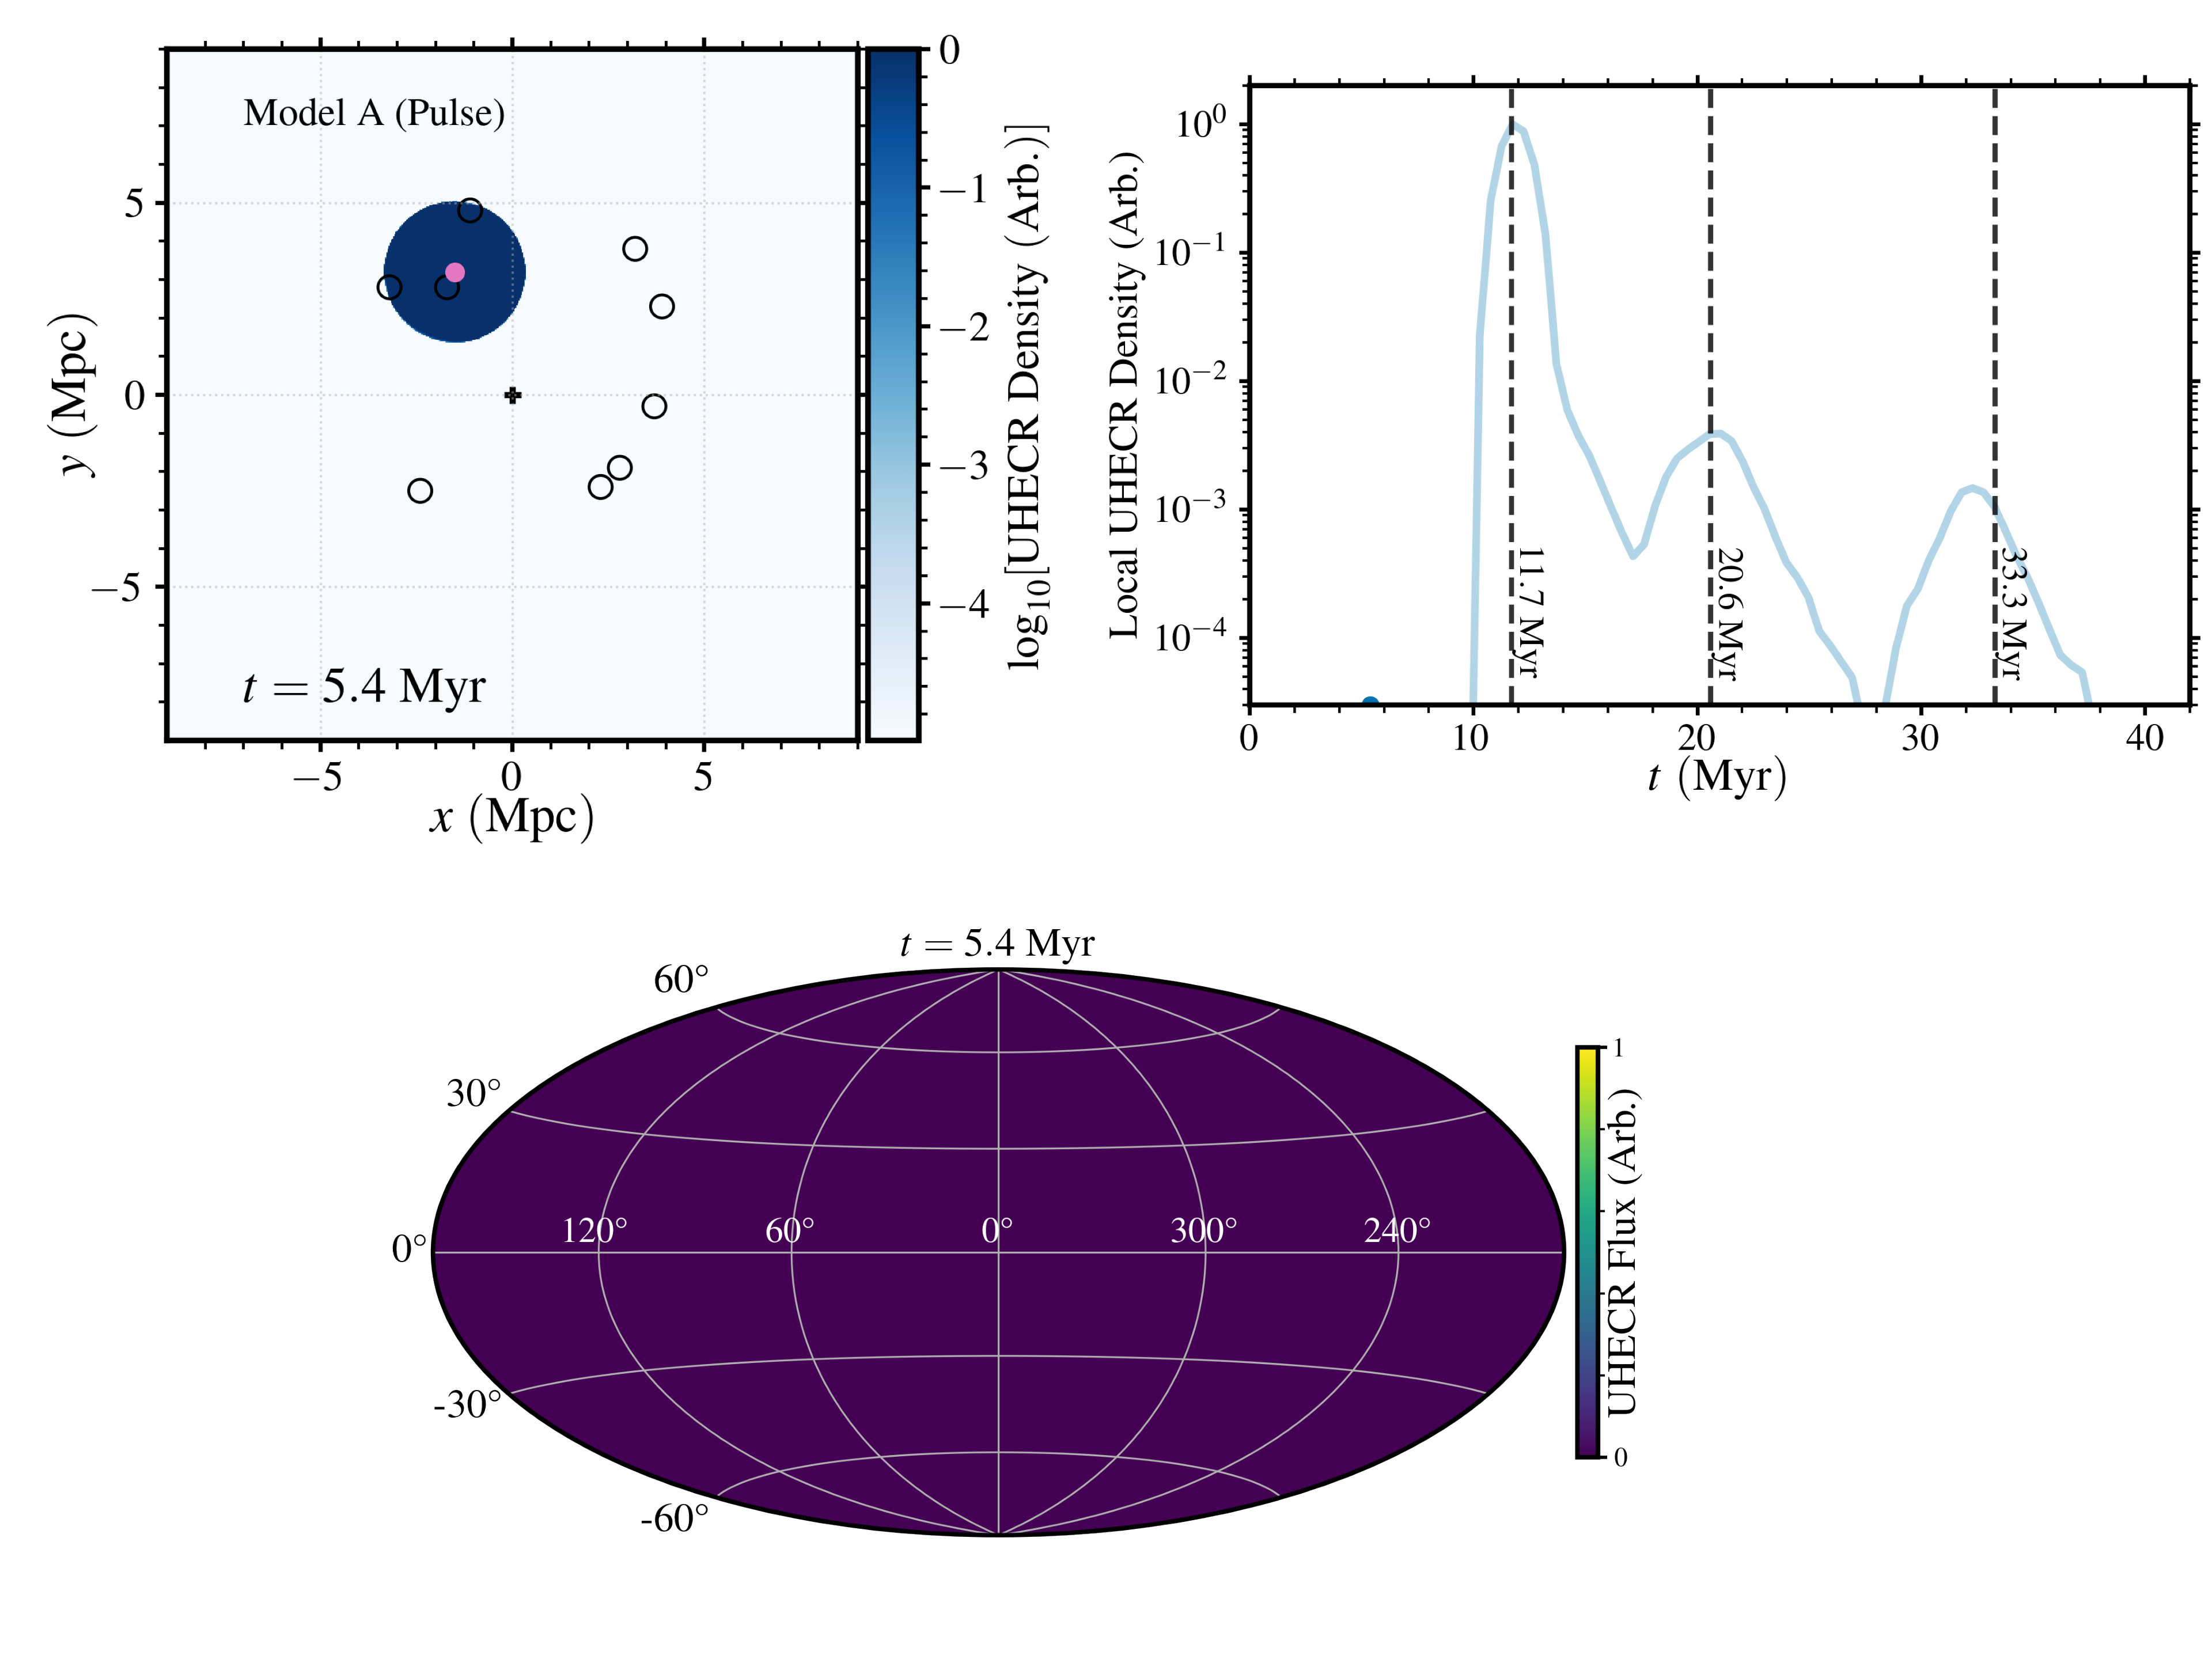 Model A (Pulse)
t = 5.4 Myr
5
0
−5
y (Mpc)
−5
0
5
x (Mpc)
0
−1
−2
−3
−4
log₁₀[UHECR Density (Arb.)]
10⁰
10⁻¹
10⁻²
10⁻³
10⁻⁴
Local UHECR Density (Arb.)
11.7 Myr
20.6 Myr
33.3 Myr
0
10
20
30
40
t (Myr)
t = 5.4 Myr
60°
30°
0°
-30°
-60°
120°
60°
0°
300°
240°
1
0
UHECR Flux (Arb.)